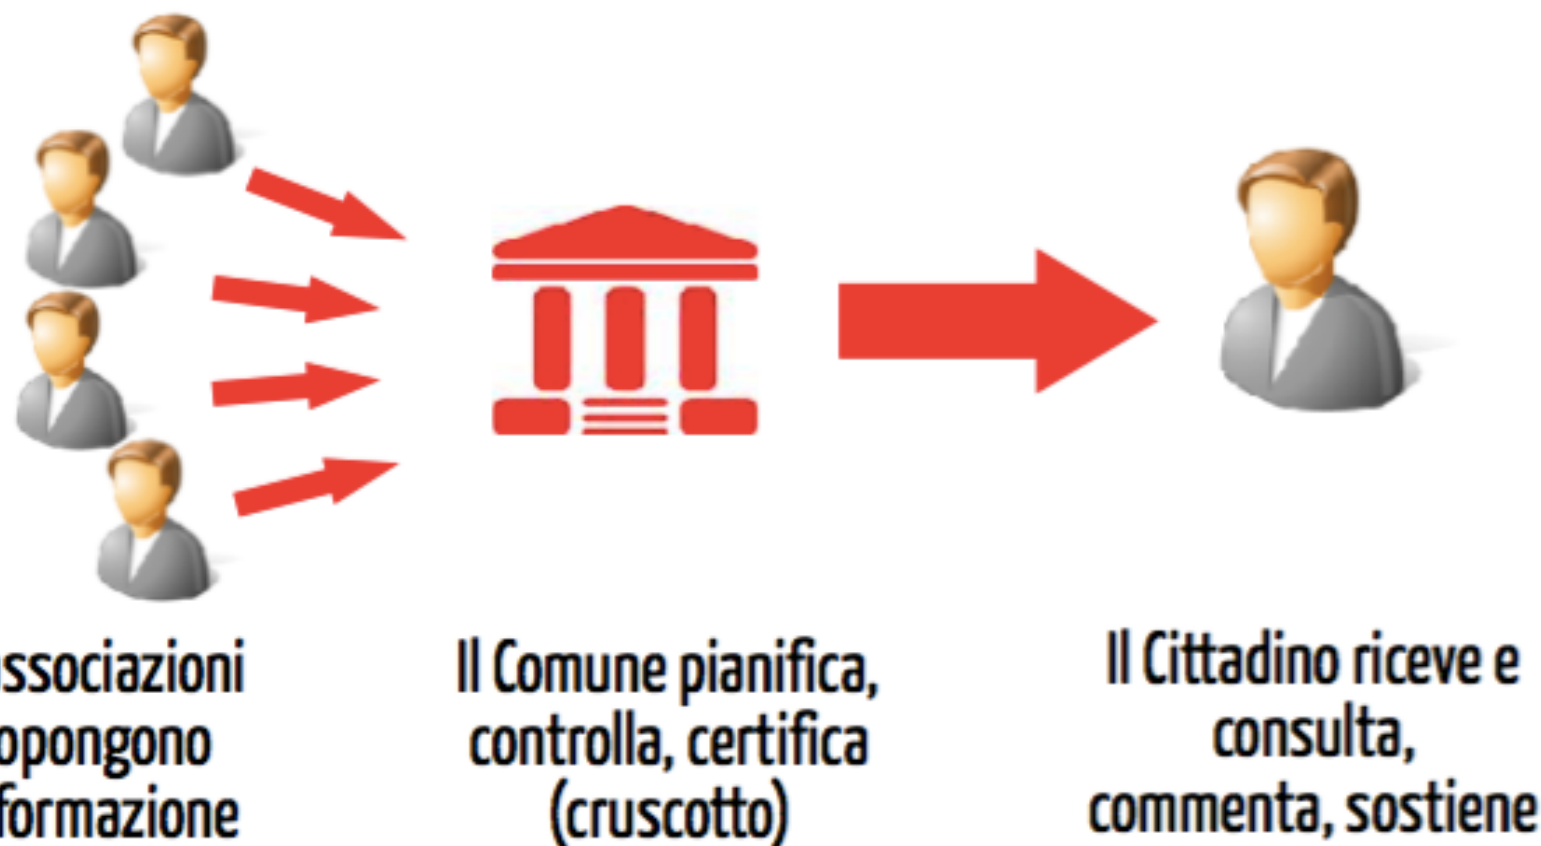 ssociazioni
opongono
formazione
Il Comune pianifica,
controlla, certifica
(cruscotto)
Il Cittadino riceve e
consulta,
commenta, sostiene